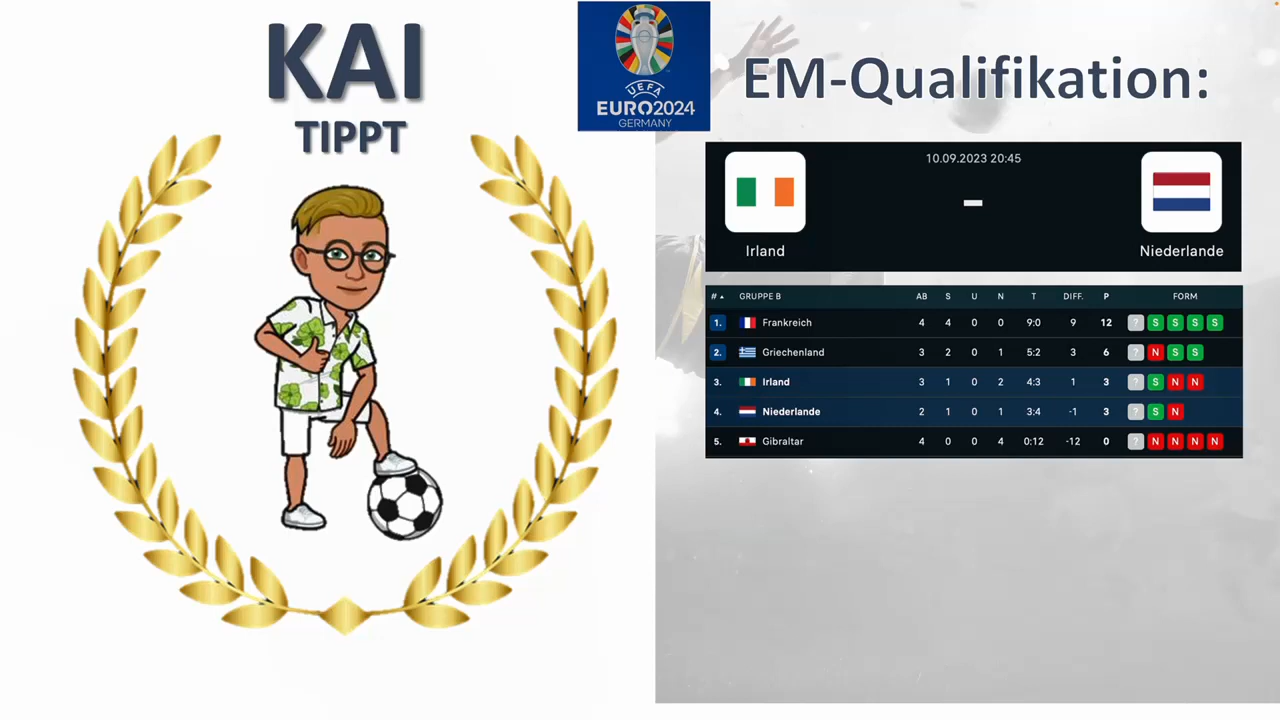 KAI
TIPPT
UEFA
EURO2024
GERMANY
EM-Qualifikation:
10.09.2023 20:45
–
Irland
Niederlande
# GRUPPE B AB S U N T DIFF. P FORM
1. Frankreich 4 4 0 0 9:0 9 12 ? S S S S
2. Griechenland 3 2 0 1 5:2 3 6 ? N S S
3. Irland 3 1 0 2 4:3 1 3 ? S N N
4. Niederlande 2 1 0 1 3:4 -1 3 ? S N
5. Gibraltar 4 0 0 4 0:12 -12 0 ? N N N N